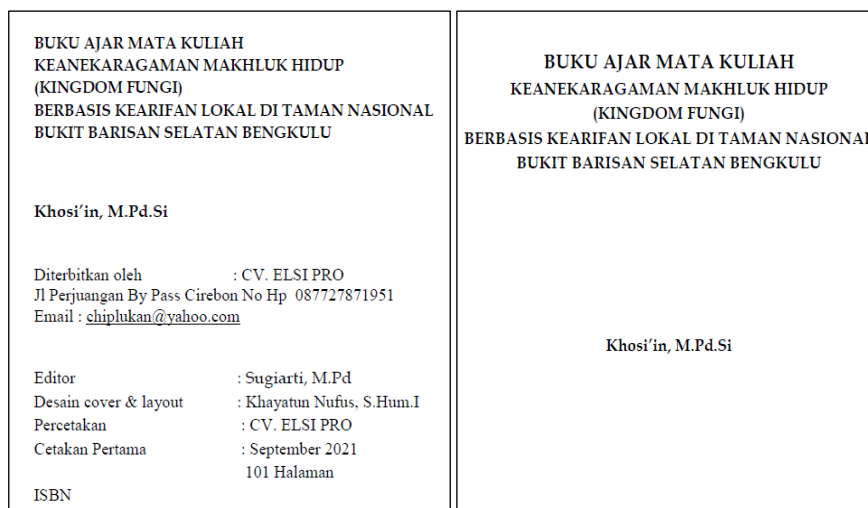 BUKU AJAR MATA KULIAH
KEANEKARAGAMAN MAKHLUK HIDUP
(KINGDOM FUNGI)
BERBASIS KEARIFAN LOKAL DI TAMAN NASIONAL
BUKIT BARISAN SELATAN BENGKULU
Khosi’in, M.Pd.Si
Diterbitkan oleh : CV. ELSI PRO
Jl Perjuangan By Pass Cirebon No Hp 087727871951
Email : chiplukan@yahoo.com
Editor : Sugiarti, M.Pd
Desain cover & layout : Khayatun Nufus, S.Hum.I
Percetakan : CV. ELSI PRO
Cetakan Pertama : September 2021
101 Halaman
ISBN
BUKU AJAR MATA KULIAH
KEANEKARAGAMAN MAKHLUK HIDUP
(KINGDOM FUNGI)
BERBASIS KEARIFAN LOKAL DI TAMAN NASIONAL
BUKIT BARISAN SELATAN BENGKULU
Khosi’in, M.Pd.Si